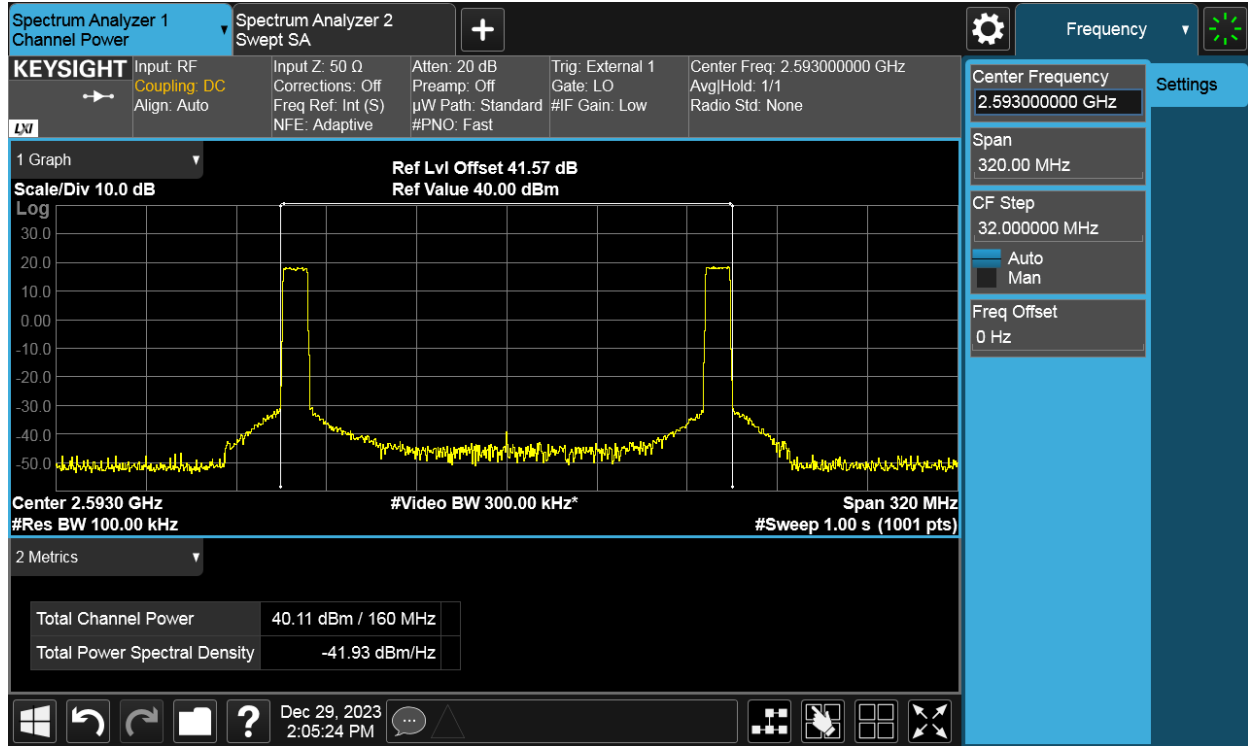 Spectrum Analyzer 1
Channel Power
Spectrum Analyzer 2
Swept SA
Frequency
KEYSIGHT
LXI
Input: RF
Coupling: DC
Align: Auto
Input Z: 50 Ω
Corrections: Off
Freq Ref: Int (S)
NFE: Adaptive
Atten: 20 dB
Preamp: Off
µW Path: Standard
#PNO: Fast
Trig: External 1
Gate: LO
#IF Gain: Low
Center Freq: 2.593000000 GHz
Avg|Hold: 1/1
Radio Std: None
Center Frequency
2.593000000 GHz
Settings
Span
320.00 MHz
CF Step
32.000000 MHz
Auto
Man
Freq Offset
0 Hz
1 Graph
Scale/Div 10.0 dB
Ref Lvl Offset 41.57 dB
Ref Value 40.00 dBm
Log
30.0
20.0
10.0
0.00
-10.0
-20.0
-30.0
-40.0
-50.0
Center 2.5930 GHz
#Res BW 100.00 kHz
#Video BW 300.00 kHz*
Span 320 MHz
#Sweep 1.00 s (1001 pts)
2 Metrics
Total Channel Power 40.11 dBm / 160 MHz
Total Power Spectral Density -41.93 dBm/Hz
?
Dec 29, 2023
2:05:24 PM